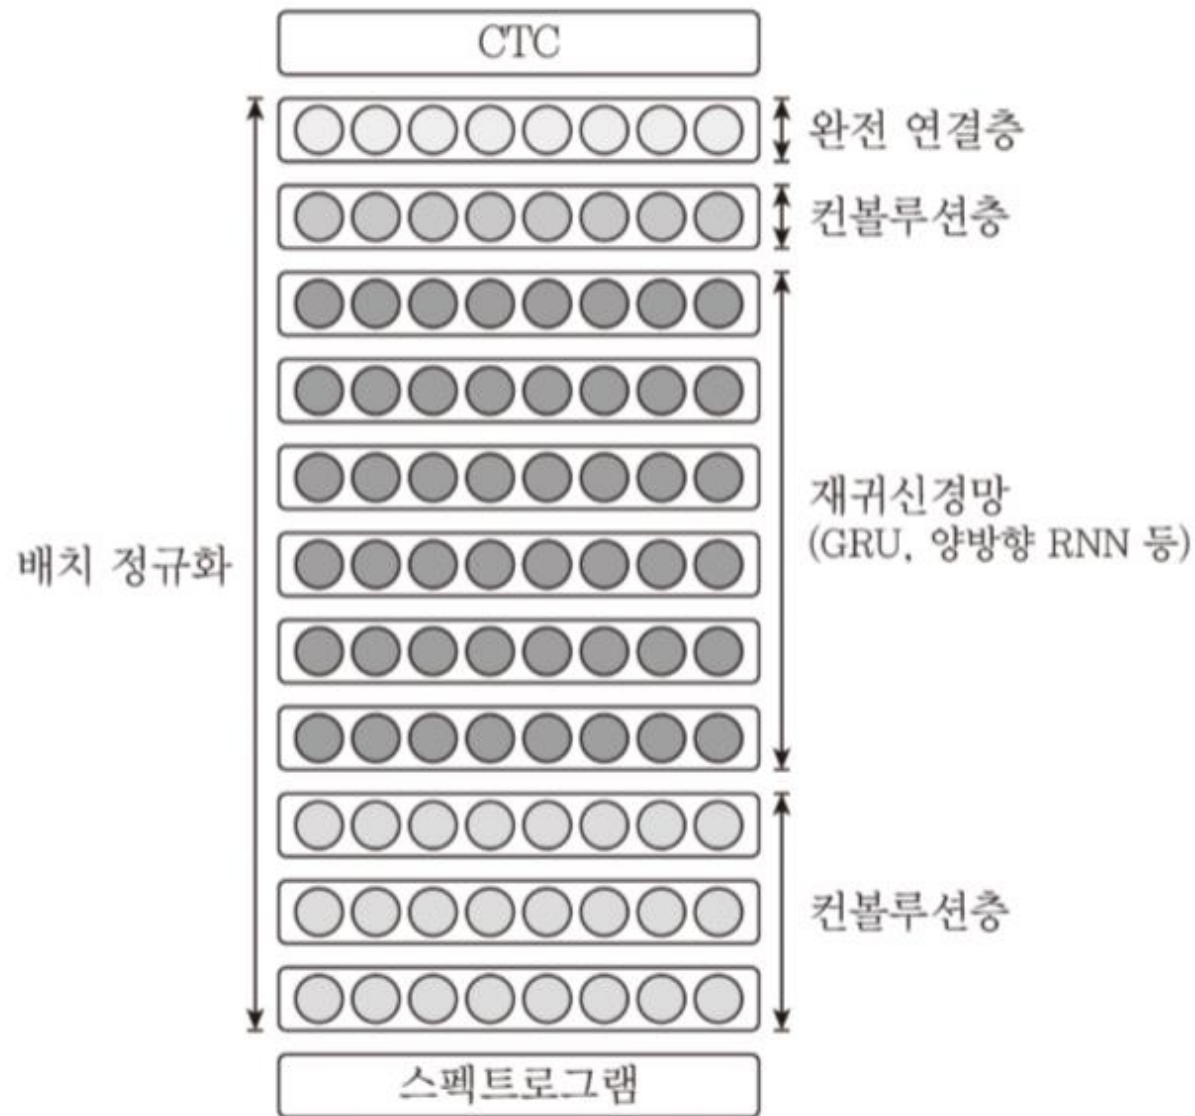 CTC
완전 연결층
컨볼루션층
재귀신경망
(GRU, 양방향 RNN 등)
배치 정규화
컨볼루션층
스펙트로그램